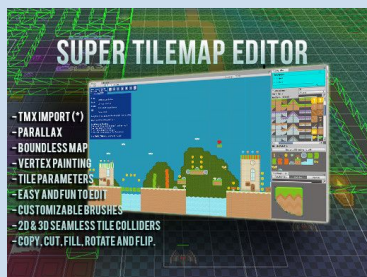 SUPER TILEMAP EDITOR
- TMX IMPORT (*)
- PARALLAX
- BOUNDLESS MAP
- VERTEX PAINTING
- TILE PARAMETERS
- EASY AND FUN TO EDIT
- CUSTOMIZABLE BRUSHES
- 2D & 3D SEAMLESS TILE COLLIDERS
- COPY, CUT, FILL, ROTATE AND FLIP.